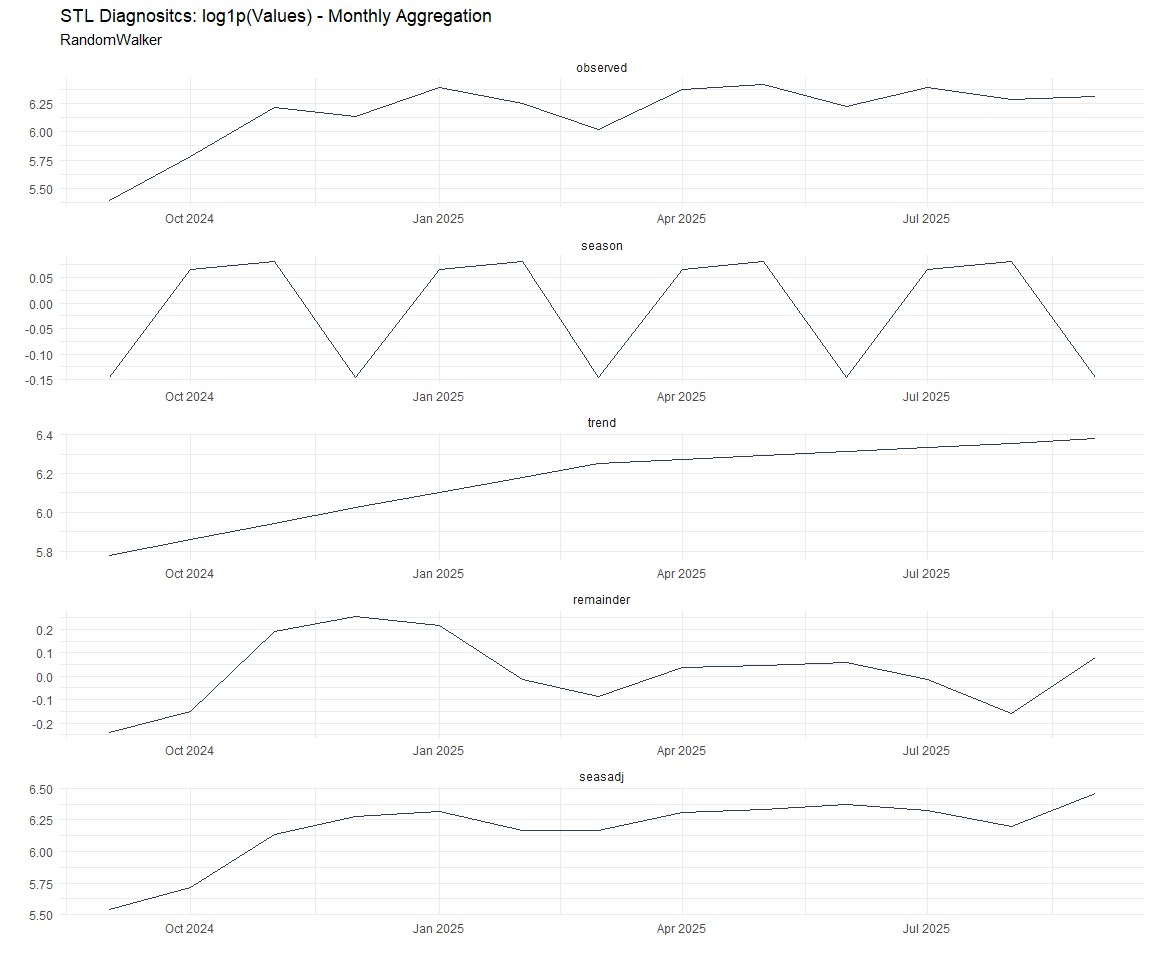 STL Diagnositcs: log1p(Values) - Monthly Aggregation
RandomWalker
observed
6.25
6.00
5.75
5.50
Oct 2024 Jan 2025 Apr 2025 Jul 2025
season
0.05
0.00
-0.05
-0.10
-0.15
Oct 2024 Jan 2025 Apr 2025 Jul 2025
trend
6.4
6.2
6.0
5.8
Oct 2024 Jan 2025 Apr 2025 Jul 2025
remainder
0.2
0.1
0.0
-0.1
-0.2
Oct 2024 Jan 2025 Apr 2025 Jul 2025
seasadj
6.50
6.25
6.00
5.75
5.50
Oct 2024 Jan 2025 Apr 2025 Jul 2025